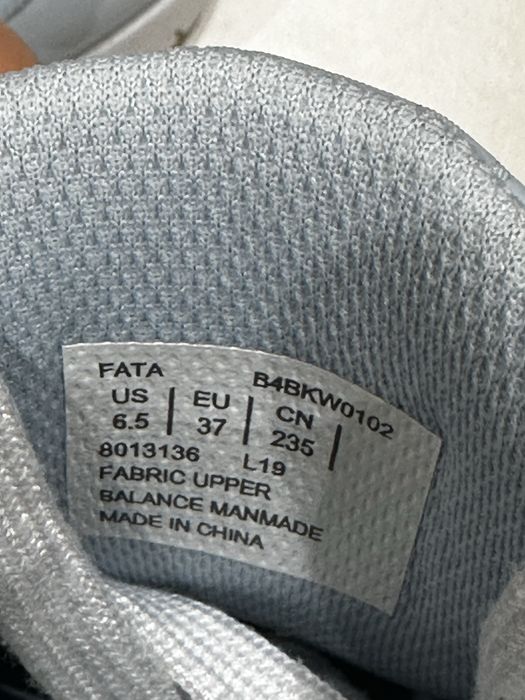 FATA B4BKW0102
US | EU | CN |
6.5 | 37 | 235 |
8013136 L19
FABRIC UPPER
BALANCE MANMADE
MADE IN CHINA